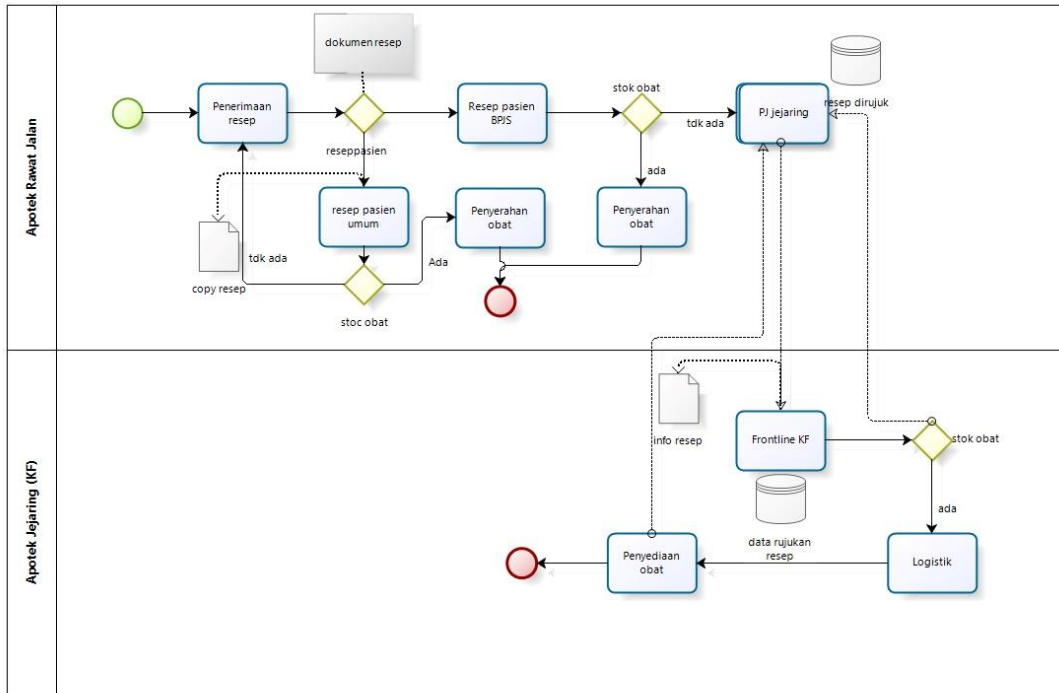 Apotek Rawat Jalan
dokumen resep
Penerimaan
resep
reseppasien
Resep pasien
BPJS
stok obat
tdk ada
PJ jejaring
resep dirujuk
ada
resep pasien
umum
Penyerahan
obat
Penyerahan
obat
copy resep
tdk ada
Ada
stoc obat
Apotek Jejaring (KF)
info resep
Frontline KF
stok obat
data rujukan
resep
ada
Penyediaan
obat
Logistik